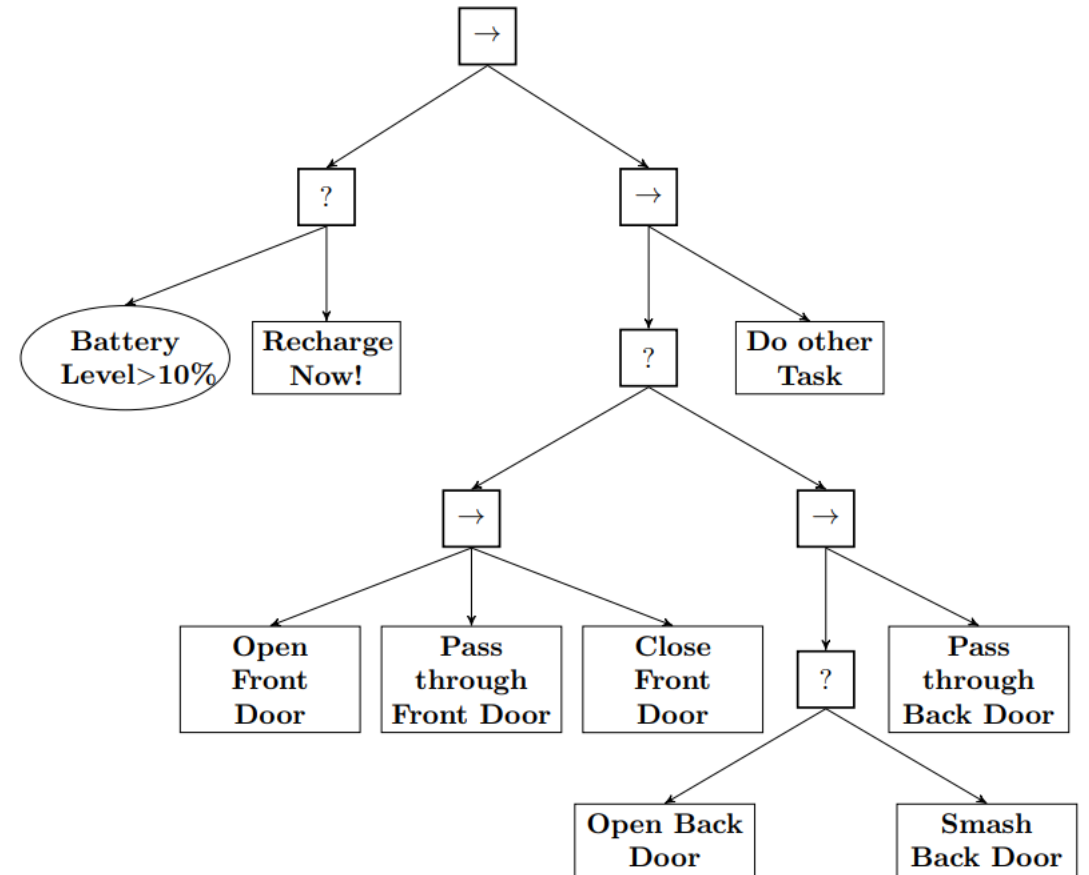 →
?
→
Battery
Level>10%
Recharge
Now!
?
Do other
Task
→
→
Open
Front
Door
Pass
through
Front Door
Close
Front
Door
?
Pass
through
Back Door
Open Back
Door
Smash
Back Door